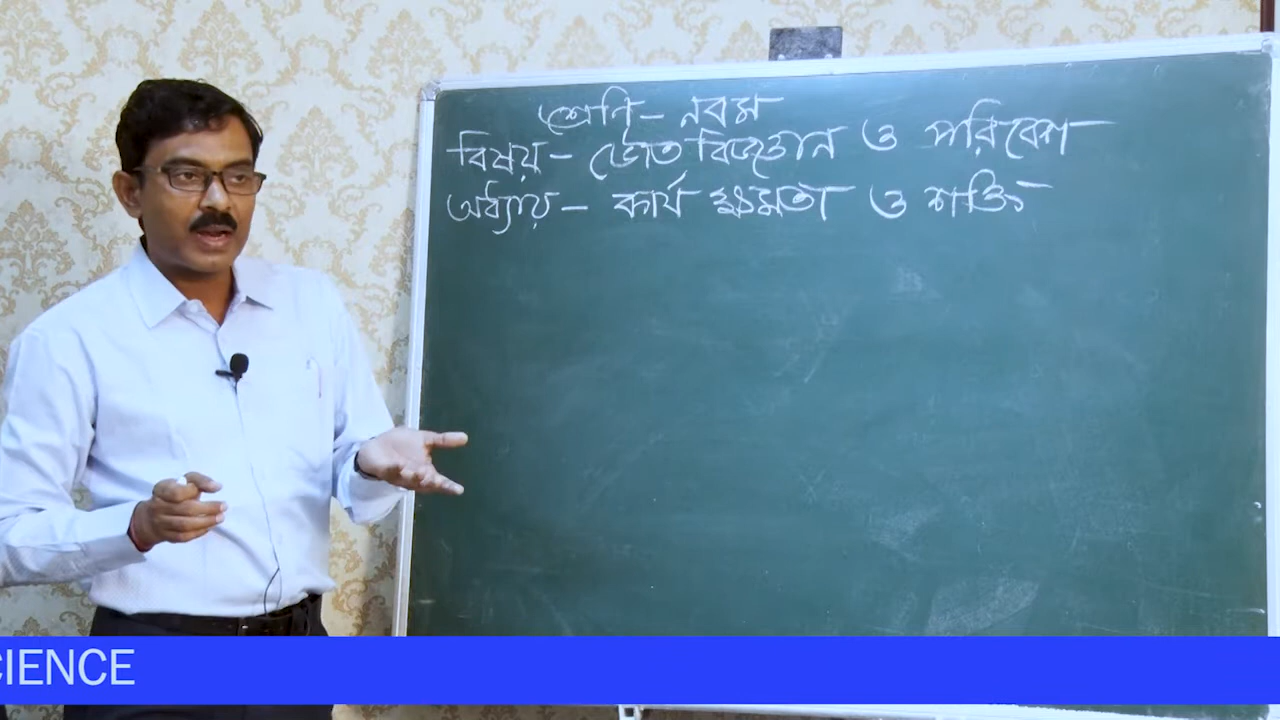 শ্রেণি - নবম
বিষয় - ভৌত বিজ্ঞান ও পরিবেশ
অধ্যায় - কার্য ক্ষমতা ও শক্তি
CIENCE